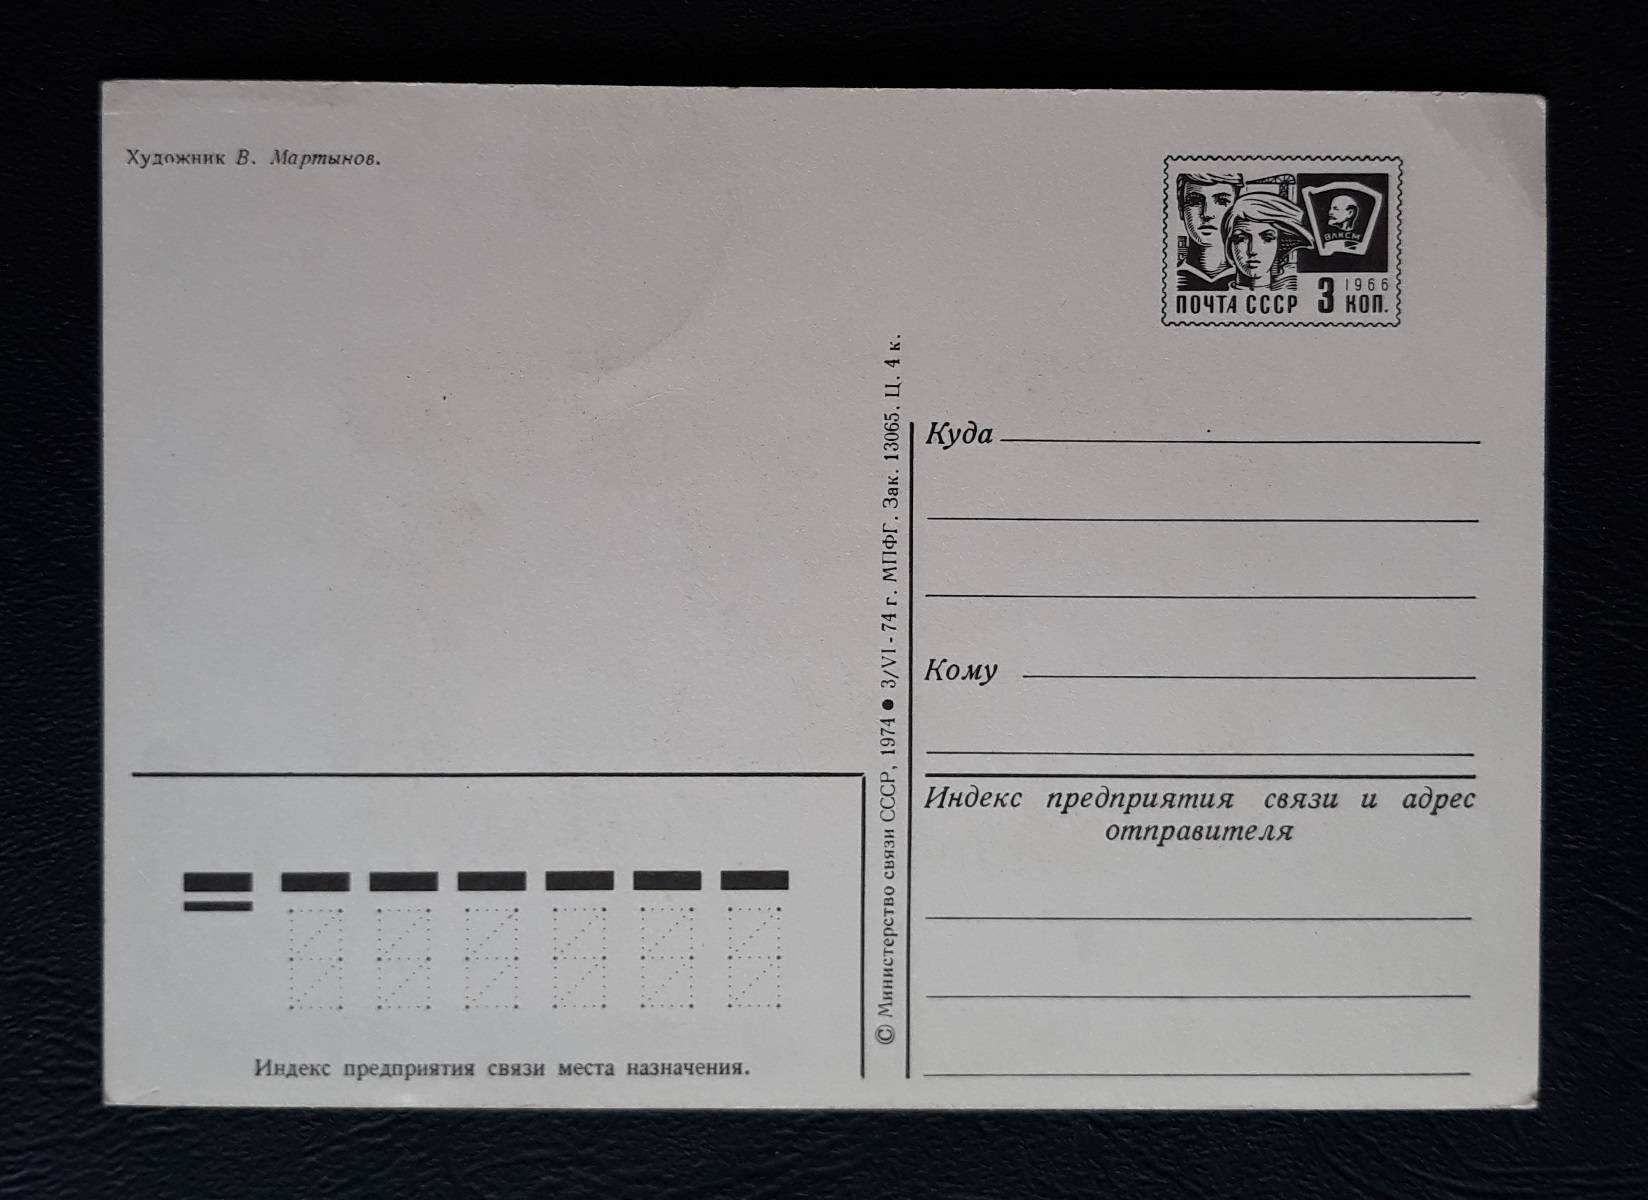 Художник В. Мартынов.
ВЛКСМ
1966
ПОЧТА СССР 3 КОП.
© Министерство связи СССР, 1974 ● 3/VI - 74 г. МПФГ. Зак. 13065. Ц. 4 к.
Куда
Кому
Индекс предприятия связи и адрес
отправителя
Индекс предприятия связи места назначения.